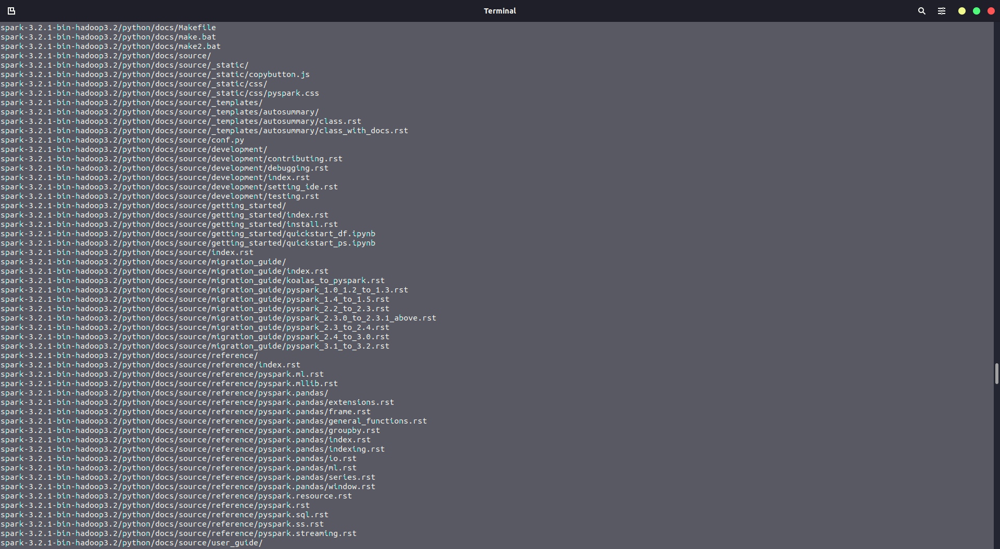 Terminal
spark-3.2.1-bin-hadoop3.2/python/docs/Makefile
spark-3.2.1-bin-hadoop3.2/python/docs/make.bat
spark-3.2.1-bin-hadoop3.2/python/docs/make2.bat
spark-3.2.1-bin-hadoop3.2/python/docs/source/
spark-3.2.1-bin-hadoop3.2/python/docs/source/_static/
spark-3.2.1-bin-hadoop3.2/python/docs/source/_static/copybutton.js
spark-3.2.1-bin-hadoop3.2/python/docs/source/_static/css/
spark-3.2.1-bin-hadoop3.2/python/docs/source/_static/css/pyspark.css
spark-3.2.1-bin-hadoop3.2/python/docs/source/_templates/
spark-3.2.1-bin-hadoop3.2/python/docs/source/_templates/autosummary/
spark-3.2.1-bin-hadoop3.2/python/docs/source/_templates/autosummary/class.rst
spark-3.2.1-bin-hadoop3.2/python/docs/source/_templates/autosummary/class_with_docs.rst
spark-3.2.1-bin-hadoop3.2/python/docs/source/conf.py
spark-3.2.1-bin-hadoop3.2/python/docs/source/development/
spark-3.2.1-bin-hadoop3.2/python/docs/source/development/contributing.rst
spark-3.2.1-bin-hadoop3.2/python/docs/source/development/debugging.rst
spark-3.2.1-bin-hadoop3.2/python/docs/source/development/index.rst
spark-3.2.1-bin-hadoop3.2/python/docs/source/development/setting_ide.rst
spark-3.2.1-bin-hadoop3.2/python/docs/source/development/testing.rst
spark-3.2.1-bin-hadoop3.2/python/docs/source/getting_started/
spark-3.2.1-bin-hadoop3.2/python/docs/source/getting_started/index.rst
spark-3.2.1-bin-hadoop3.2/python/docs/source/getting_started/install.rst
spark-3.2.1-bin-hadoop3.2/python/docs/source/getting_started/quickstart_df.ipynb
spark-3.2.1-bin-hadoop3.2/python/docs/source/getting_started/quickstart_ps.ipynb
spark-3.2.1-bin-hadoop3.2/python/docs/source/index.rst
spark-3.2.1-bin-hadoop3.2/python/docs/source/migration_guide/
spark-3.2.1-bin-hadoop3.2/python/docs/source/migration_guide/index.rst
spark-3.2.1-bin-hadoop3.2/python/docs/source/migration_guide/koalas_to_pyspark.rst
spark-3.2.1-bin-hadoop3.2/python/docs/source/migration_guide/pyspark_1.0_1.2_to_1.3.rst
spark-3.2.1-bin-hadoop3.2/python/docs/source/migration_guide/pyspark_1.4_to_1.5.rst
spark-3.2.1-bin-hadoop3.2/python/docs/source/migration_guide/pyspark_2.2_to_2.3.rst
spark-3.2.1-bin-hadoop3.2/python/docs/source/migration_guide/pyspark_2.3.0_to_2.3.1_above.rst
spark-3.2.1-bin-hadoop3.2/python/docs/source/migration_guide/pyspark_2.3_to_2.4.rst
spark-3.2.1-bin-hadoop3.2/python/docs/source/migration_guide/pyspark_2.4_to_3.0.rst
spark-3.2.1-bin-hadoop3.2/python/docs/source/migration_guide/pyspark_3.1_to_3.2.rst
spark-3.2.1-bin-hadoop3.2/python/docs/source/reference/
spark-3.2.1-bin-hadoop3.2/python/docs/source/reference/index.rst
spark-3.2.1-bin-hadoop3.2/python/docs/source/reference/pyspark.ml.rst
spark-3.2.1-bin-hadoop3.2/python/docs/source/reference/pyspark.mllib.rst
spark-3.2.1-bin-hadoop3.2/python/docs/source/reference/pyspark.pandas/
spark-3.2.1-bin-hadoop3.2/python/docs/source/reference/pyspark.pandas/extensions.rst
spark-3.2.1-bin-hadoop3.2/python/docs/source/reference/pyspark.pandas/frame.rst
spark-3.2.1-bin-hadoop3.2/python/docs/source/reference/pyspark.pandas/general_functions.rst
spark-3.2.1-bin-hadoop3.2/python/docs/source/reference/pyspark.pandas/groupby.rst
spark-3.2.1-bin-hadoop3.2/python/docs/source/reference/pyspark.pandas/index.rst
spark-3.2.1-bin-hadoop3.2/python/docs/source/reference/pyspark.pandas/indexing.rst
spark-3.2.1-bin-hadoop3.2/python/docs/source/reference/pyspark.pandas/io.rst
spark-3.2.1-bin-hadoop3.2/python/docs/source/reference/pyspark.pandas/ml.rst
spark-3.2.1-bin-hadoop3.2/python/docs/source/reference/pyspark.pandas/series.rst
spark-3.2.1-bin-hadoop3.2/python/docs/source/reference/pyspark.pandas/window.rst
spark-3.2.1-bin-hadoop3.2/python/docs/source/reference/pyspark.resource.rst
spark-3.2.1-bin-hadoop3.2/python/docs/source/reference/pyspark.rst
spark-3.2.1-bin-hadoop3.2/python/docs/source/reference/pyspark.sql.rst
spark-3.2.1-bin-hadoop3.2/python/docs/source/reference/pyspark.ss.rst
spark-3.2.1-bin-hadoop3.2/python/docs/source/reference/pyspark.streaming.rst
spark-3.2.1-bin-hadoop3.2/python/docs/source/user_guide/